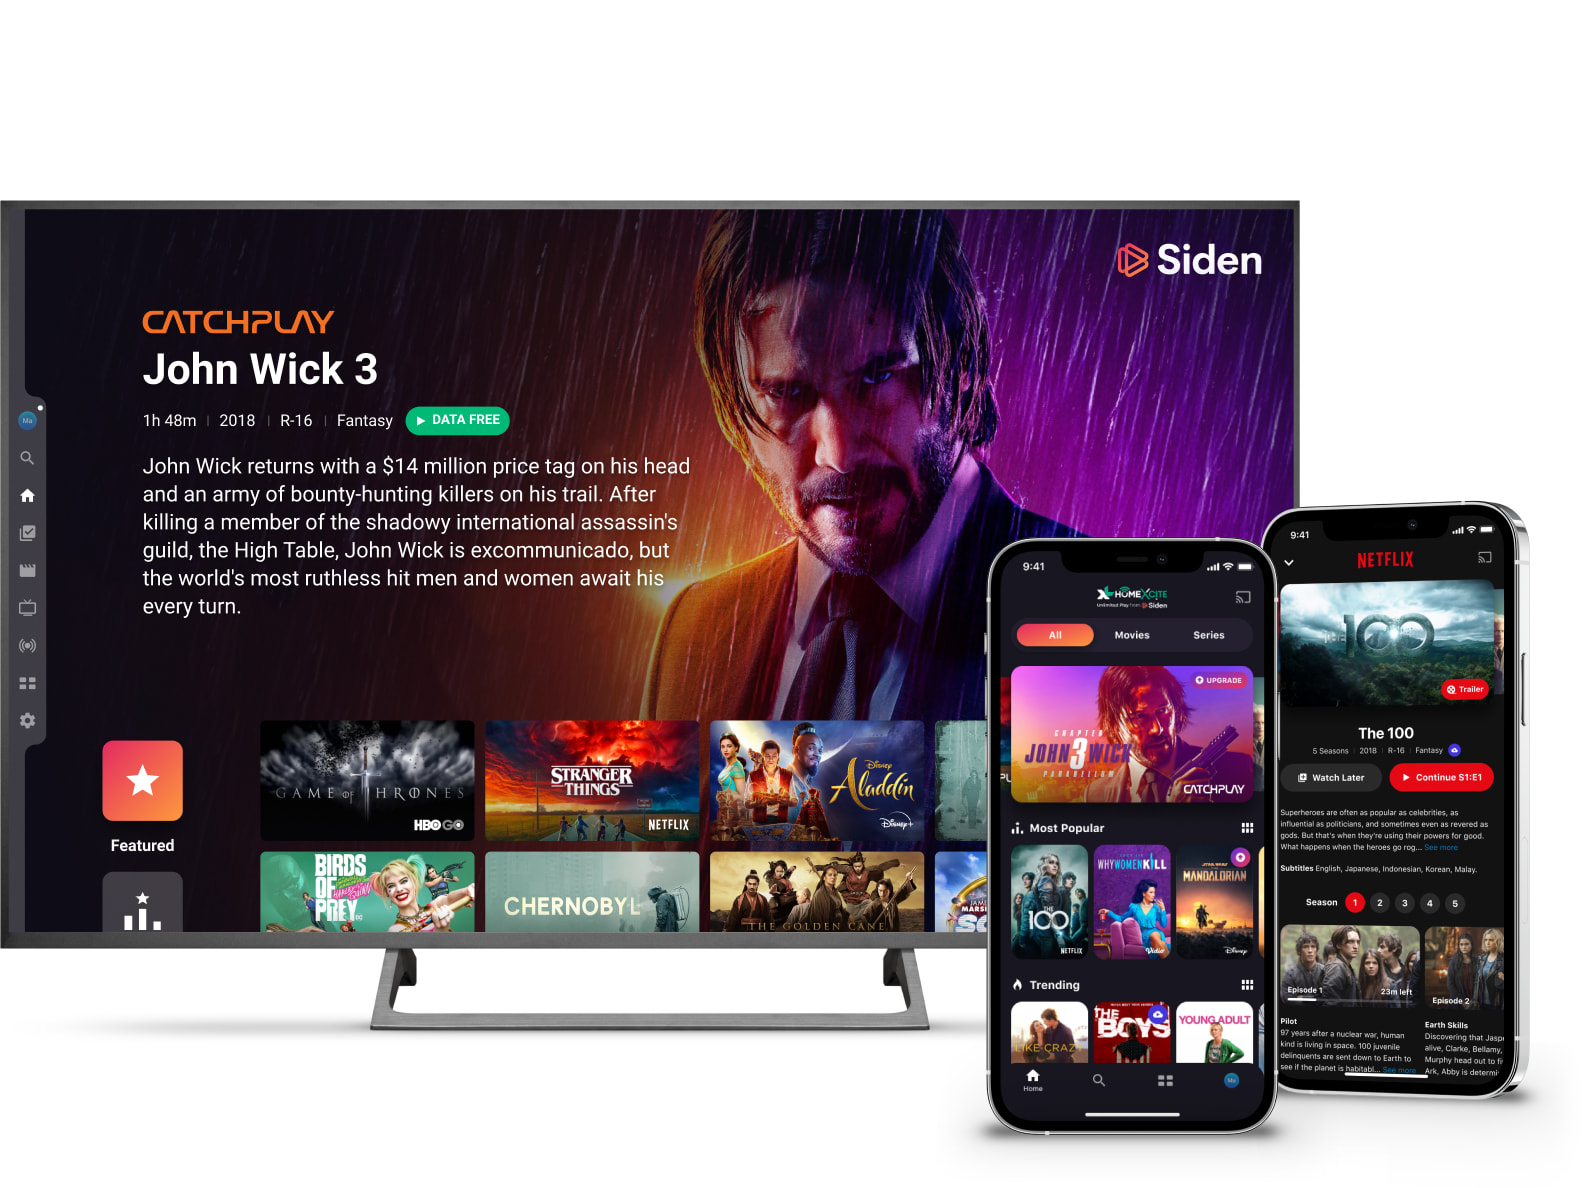 Siden
CATCHPLAY
John Wick 3
1h 48m
2018
R-16
Fantasy
DATA FREE
John Wick returns with a $14 million price tag on his head
and an army of bounty-hunting killers on his trail. After
killing a member of the shadowy international assassin's
guild, the High Table, John Wick is excommunicado, but
the world's most ruthless hit men and women await his
every turn.
Ma
Featured
GAME OF THRONES
HBO GO
STRANGER
THINGS
NETFLIX
Disney
Aladdin
Disney+
BIRDS
OF
PREY
CHERNOBYL
THE GOLDEN CANE
9:41
HOMEXCITE
Unlimited Play from Siden
All
Movies
Series
UPGRADE
CHAPTER
JOHN 3 WICK
PARABELLUM
CATCHPLAY
Most Popular
THE
100
NETFLIX
WHY WOMEN KILL
Vidio
STAR WARS
THE
MANDALORIAN
Disney+
Trending
LIKE CRAZY
THE
BOYS
YOUNG ADULT
Home
Ma
9:41
NETFLIX
100
Trailer
The 100
5 Seasons
2018
R-16
Fantasy
Watch Later
Continue S1:E1
Superheroes are often as popular as celebrities, as
influential as politicians, and sometimes even as revered as
gods. But that's when they're using their powers for good.
What happens when the heroes go rog... See more
Subtitles English, Japanese, Indonesian, Korean, Malay.
Season 1 2 3 4 5
Episode 1
23m left
Episode 2
Pilot
97 years after a nuclear war, human
kind is living in space. 100 juvenile
delinquents are sent down to Earth to
see if the planet is habitabl... See more
Earth Skills
Discovering that Jasp
alive, Clarke, Bellamy,
Murphy head out to fi
Ark, Abby is determi